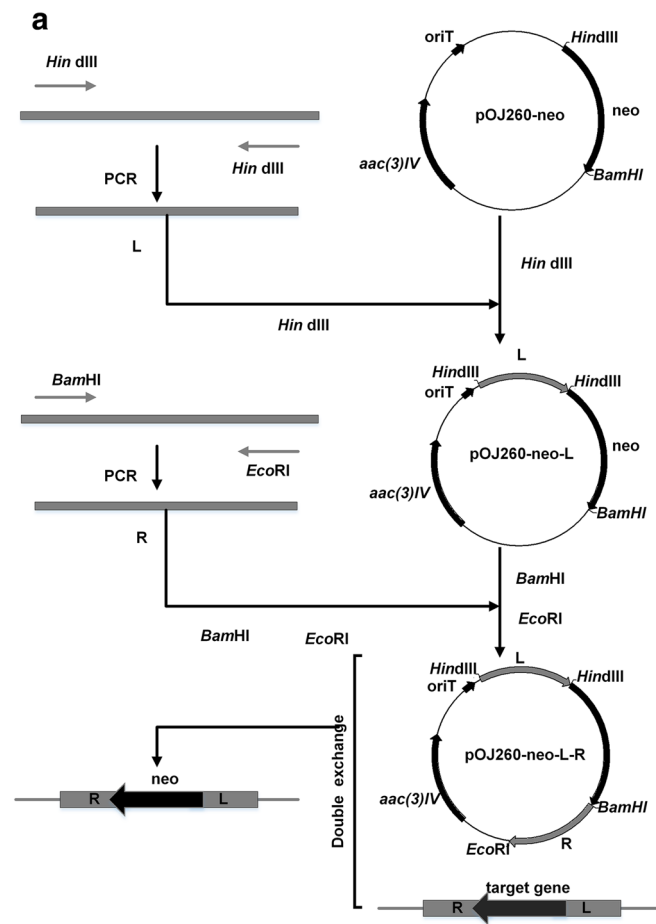 a
Hin dIII
Hin dIII
PCR
L
oriT
HindIII
pOJ260-neo
neo
aac(3)IV
BamHI
Hin dIII
Hin dIII
BamHI
EcoRI
PCR
R
L
HindIII
HindIII
oriT
neo
pOJ260-neo-L
aac(3)IV
BamHI
BamHI
EcoRI
BamHI
EcoRI
L
HindIII
HindIII
oriT
pOJ260-neo-L-R
aac(3)IV
BamHI
EcoRI
R
Double exchange
neo
R
L
target gene
R
L